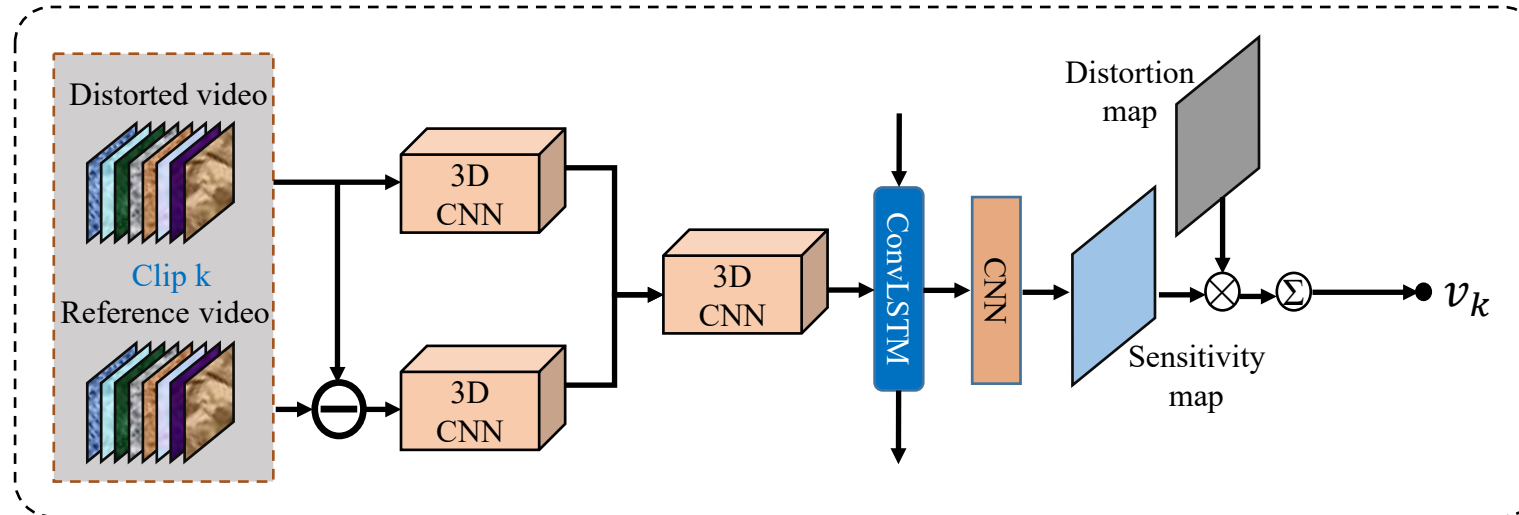 Distorted video
Clip k
Reference video
3D
CNN
3D
CNN
3D
CNN
ConvLSTM
CNN
Distortion
map
Sensitivity
map
Σ
v_k